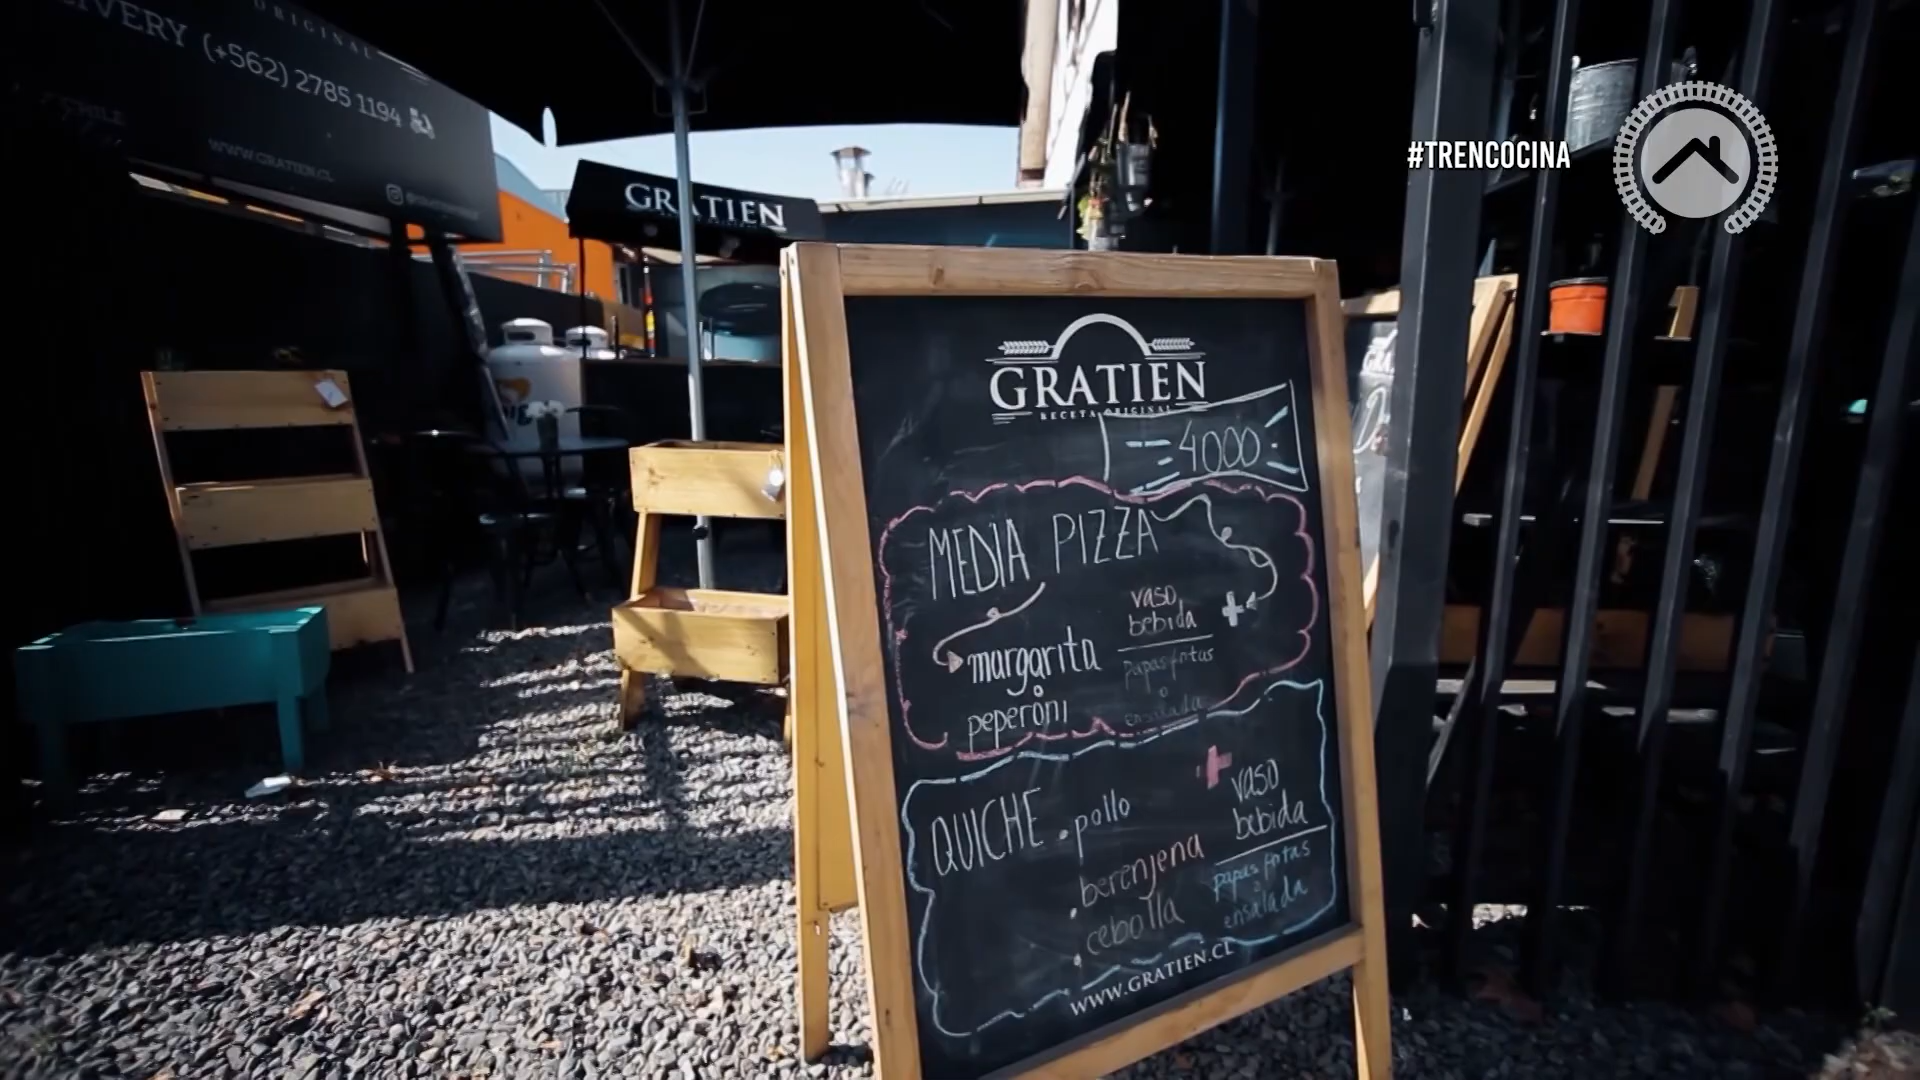 (+562) 2785 1194
WWW.GRATIEN.CL
GRATIEN
#TRENCOCINA
GRATIEN
RECETA ORIGINAL
4000
MEDIA PIZZA
margarita
o
peperoni
vaso
bebida
+
papas fritas
o
ensalada
QUICHE
• pollo
• berenjena
• cebolla
+
vaso
bebida
papas fritas
o
ensalada
WWW.GRATIEN.CL